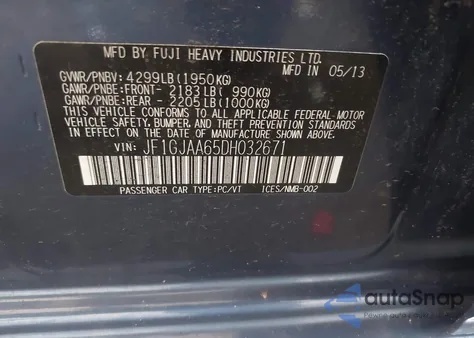 MFD BY FUJI HEAVY INDUSTRIES LTD.
MFD IN 05/13
GVWR/PNBV: 4299LB(1950KG)
GAWR/PNBE:FRONT- 2183LB( 990KG)
GAWR/PNBE:REAR - 2205LB(1000KG)
THIS VEHICLE CONFORMS TO ALL APPLICABLE FEDERAL MOTOR
VEHICLE SAFETY, BUMPER, AND THEFT PREVENTION STANDARDS
IN EFFECT ON THE DATE OF MANUFACTURE SHOWN ABOVE.
VIN: JF1GJAA65DH032671
PASSENGER CAR TYPE:PC/VT ICES/NMB-002
autoSnap